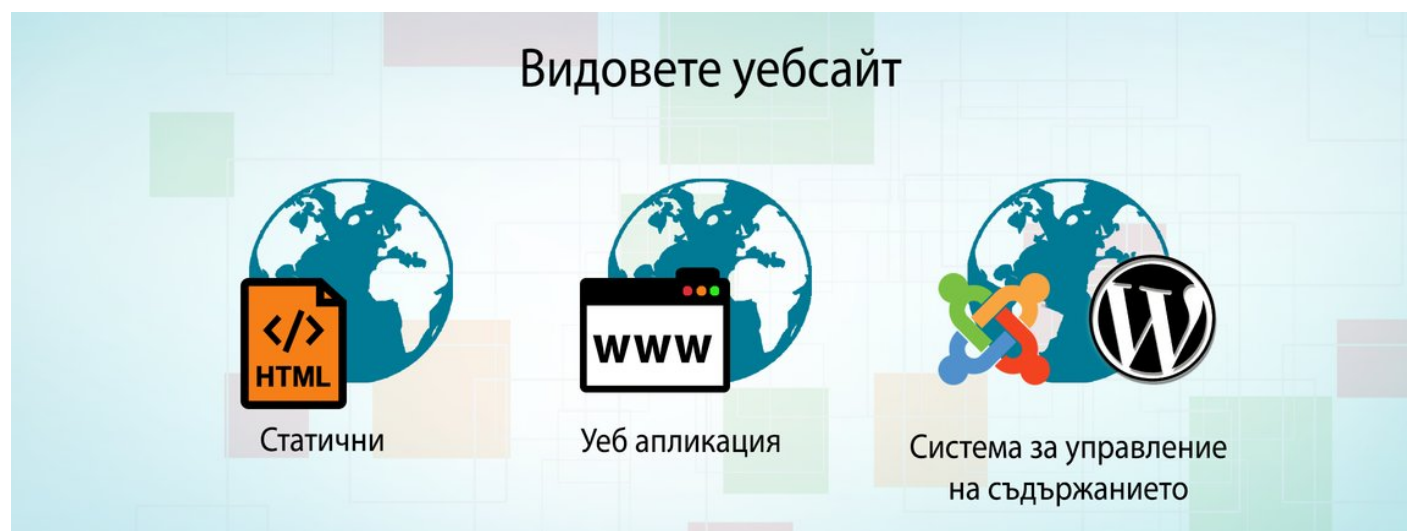 Видовете уебсайт
</>
HTML
www
W
Статични
Уеб апликация
Система за управление
на съдържанието